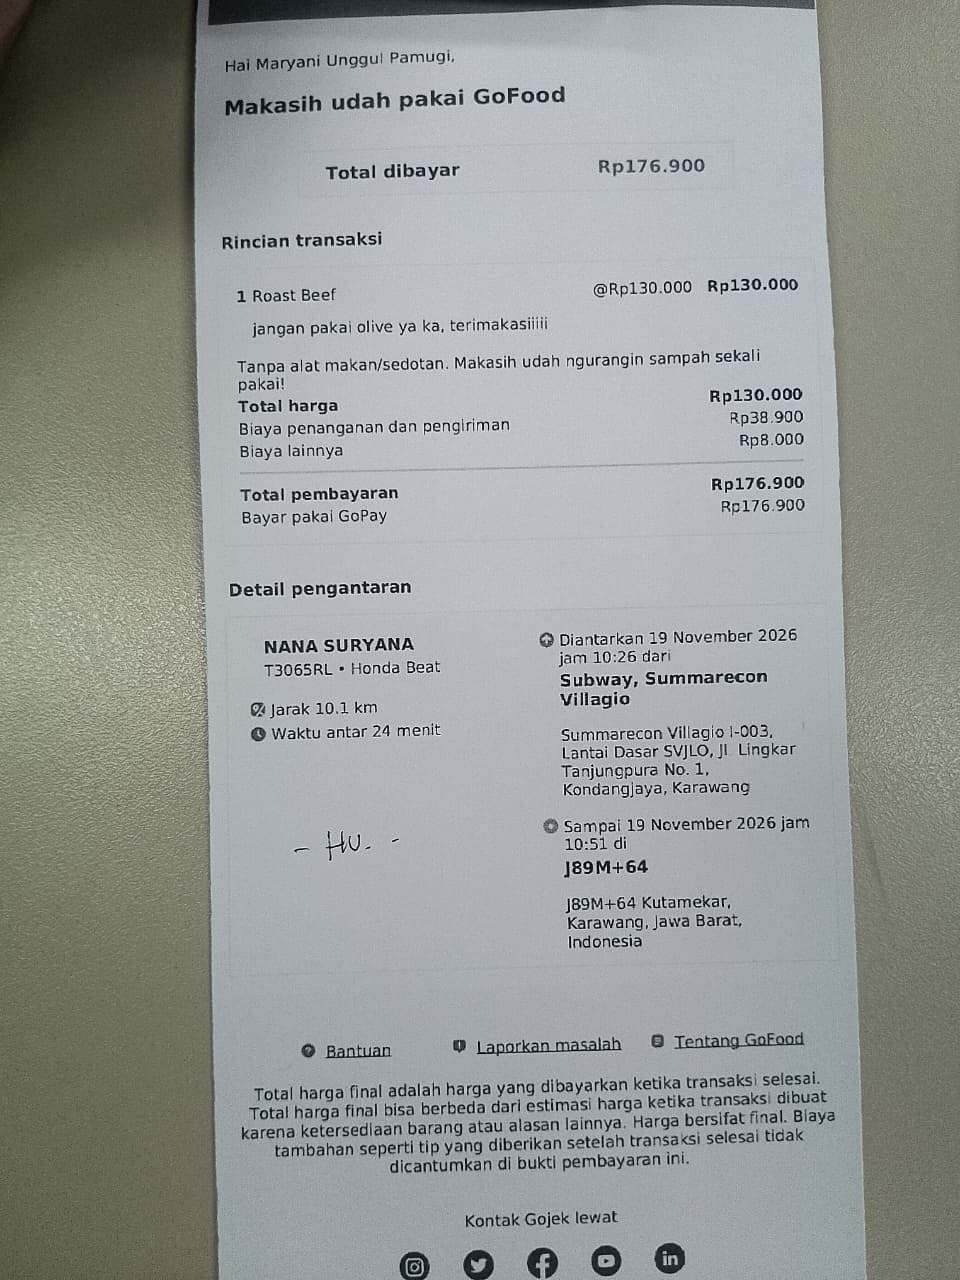 Hai Maryani Unggul Pamugi,
Makasih udah pakai GoFood
Total dibayar Rp176.900
Rincian transaksi
1 Roast Beef @Rp130.000 Rp130.000
jangan pakai olive ya ka, terimakasiiiii
Tanpa alat makan/sedotan. Makasih udah ngurangin sampah sekali
pakai!
Total harga Rp130.000
Biaya penanganan dan pengiriman Rp38.900
Biaya lainnya Rp8.000
Total pembayaran Rp176.900
Bayar pakai GoPay Rp176.900
Detail pengantaran
NANA SURYANA
T3065RL • Honda Beat
Jarak 10.1 km
Waktu antar 24 menit
- HU. -
Diantarkan 19 November 2026
jam 10:26 dari
Subway, Summarecon
Villagio
Summarecon Villagio I-003,
Lantai Dasar SVJLO, Jl. Lingkar
Tanjungpura No. 1,
Kondangjaya, Karawang
Sampai 19 November 2026 jam
10:51 di
J89M+64
J89M+64 Kutamekar,
Karawang, Jawa Barat,
Indonesia
Bantuan Laporkan masalah Tentang GoFood
Total harga final adalah harga yang dibayarkan ketika transaksi selesai.
Total harga final bisa berbeda dari estimasi harga ketika transaksi dibuat
karena ketersediaan barang atau alasan lainnya. Harga bersifat final. Biaya
tambahan seperti tip yang diberikan setelah transaksi selesai tidak
dicantumkan di bukti pembayaran ini.
Kontak Gojek lewat